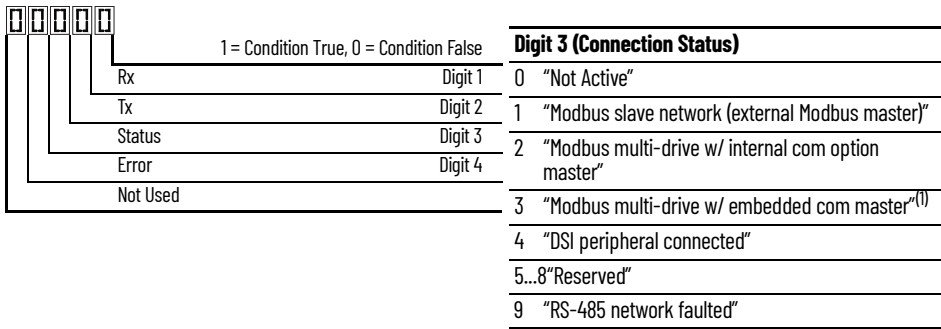 00000
1 = Condition True, 0 = Condition False
Rx Digit 1
Tx Digit 2
Status Digit 3
Error Digit 4
Not Used
Digit 3 (Connection Status)
0 “Not Active”
1 “Modbus slave network (external Modbus master)”
2 “Modbus multi-drive w/ internal com option
master”
3 “Modbus multi-drive w/ embedded com master”(1)
4 “DSI peripheral connected”
5...8“Reserved”
9 “RS-485 network faulted”